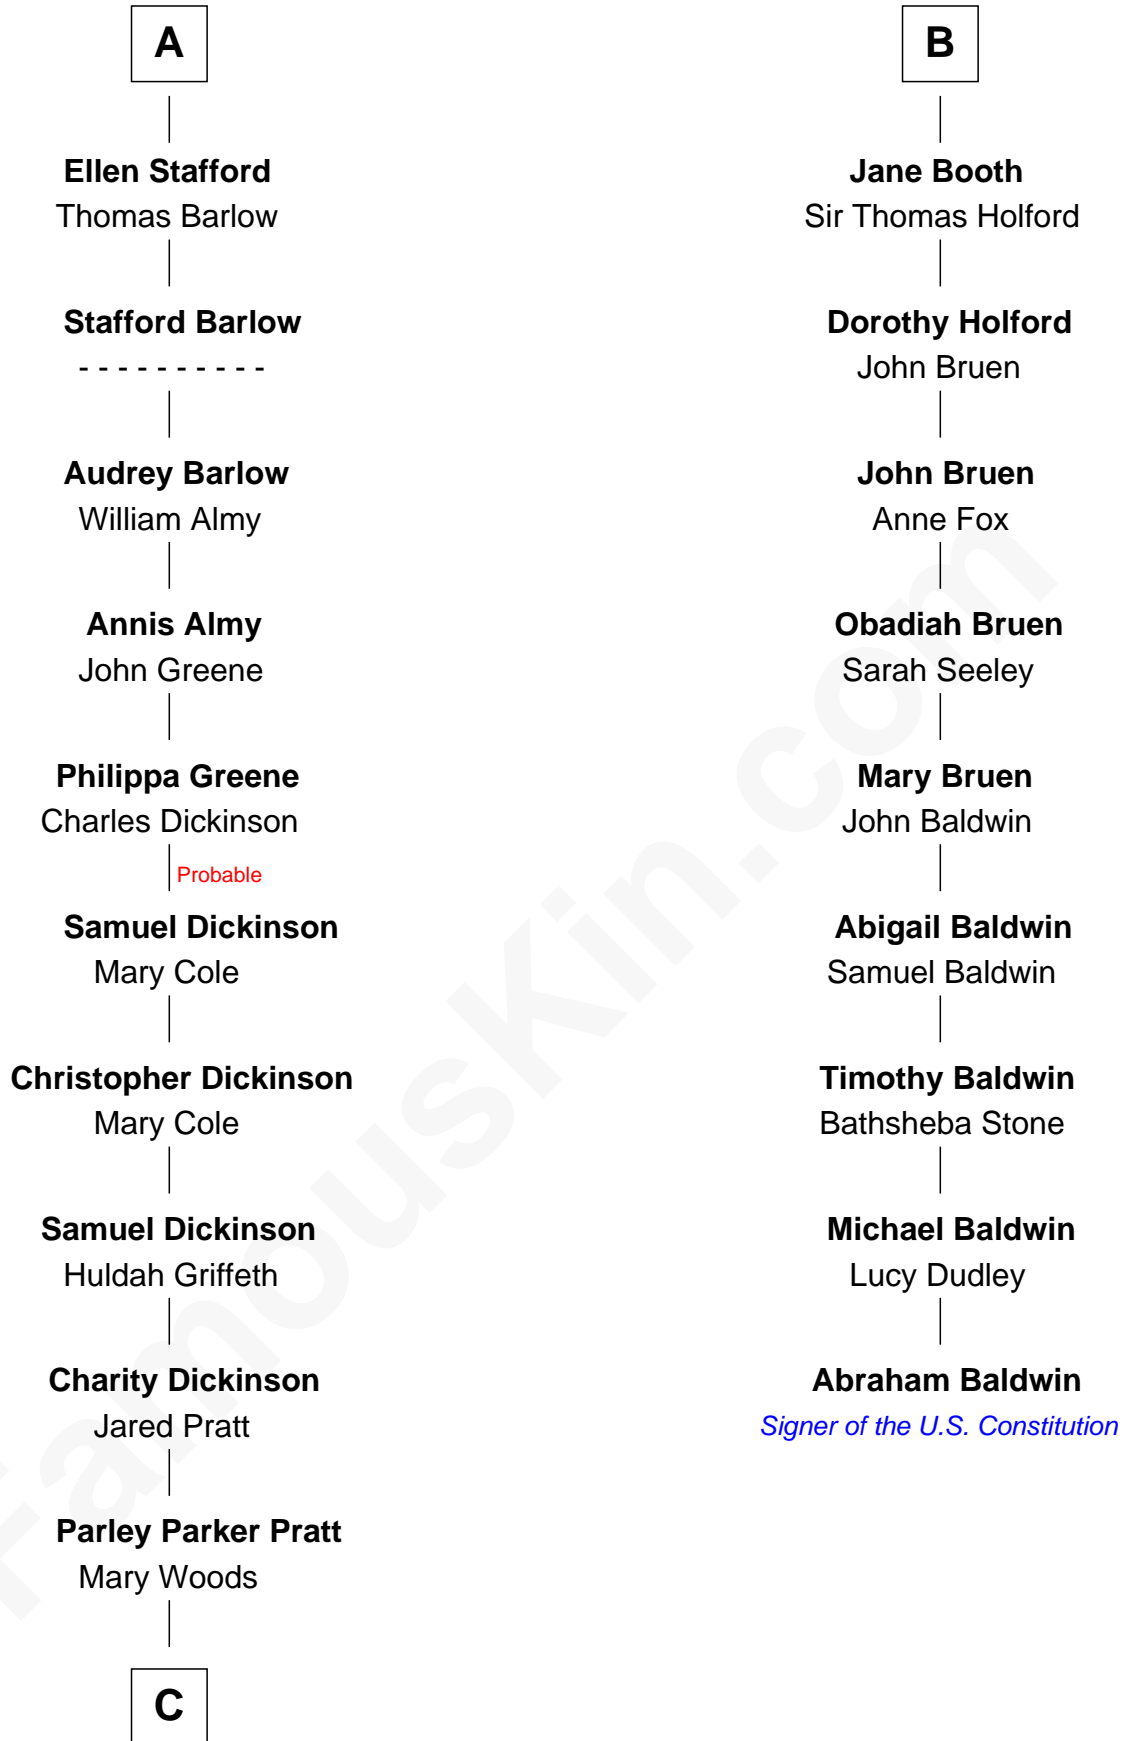 A
Ellen Stafford
Thomas Barlow
Stafford Barlow
- - - - - - - - - -
Audrey Barlow
William Almy
Annis Almy
John Greene
Philippa Greene
Charles Dickinson
Probable
Samuel Dickinson
Mary Cole
Christopher Dickinson
Mary Cole
Samuel Dickinson
Huldah Griffeth
Charity Dickinson
Jared Pratt
Parley Parker Pratt
Mary Woods
C
B
Jane Booth
Sir Thomas Holford
Dorothy Holford
John Bruen
John Bruen
Anne Fox
Obadiah Bruen
Sarah Seeley
Mary Bruen
John Baldwin
Abigail Baldwin
Samuel Baldwin
Timothy Baldwin
Bathsheba Stone
Michael Baldwin
Lucy Dudley
Abraham Baldwin
Signer of the U.S. Constitution
FamousKin.com